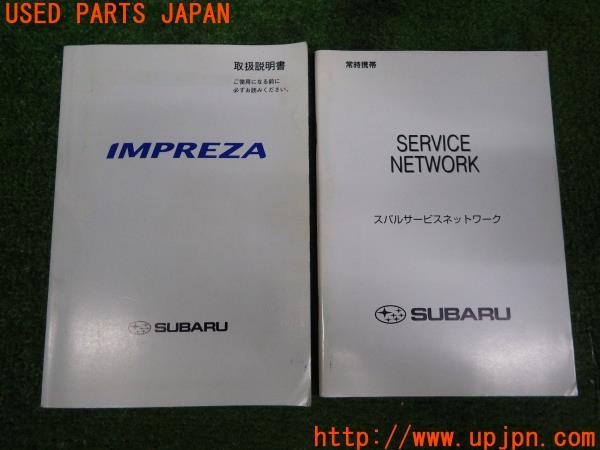 USED PARTS JAPAN
取扱説明書
ご使用になる前に
必ずお読みください。
IMPREZA
SUBARU
常時携帯
SERVICE
NETWORK
スバルサービスネットワーク
SUBARU
http://www.upjpn.com/